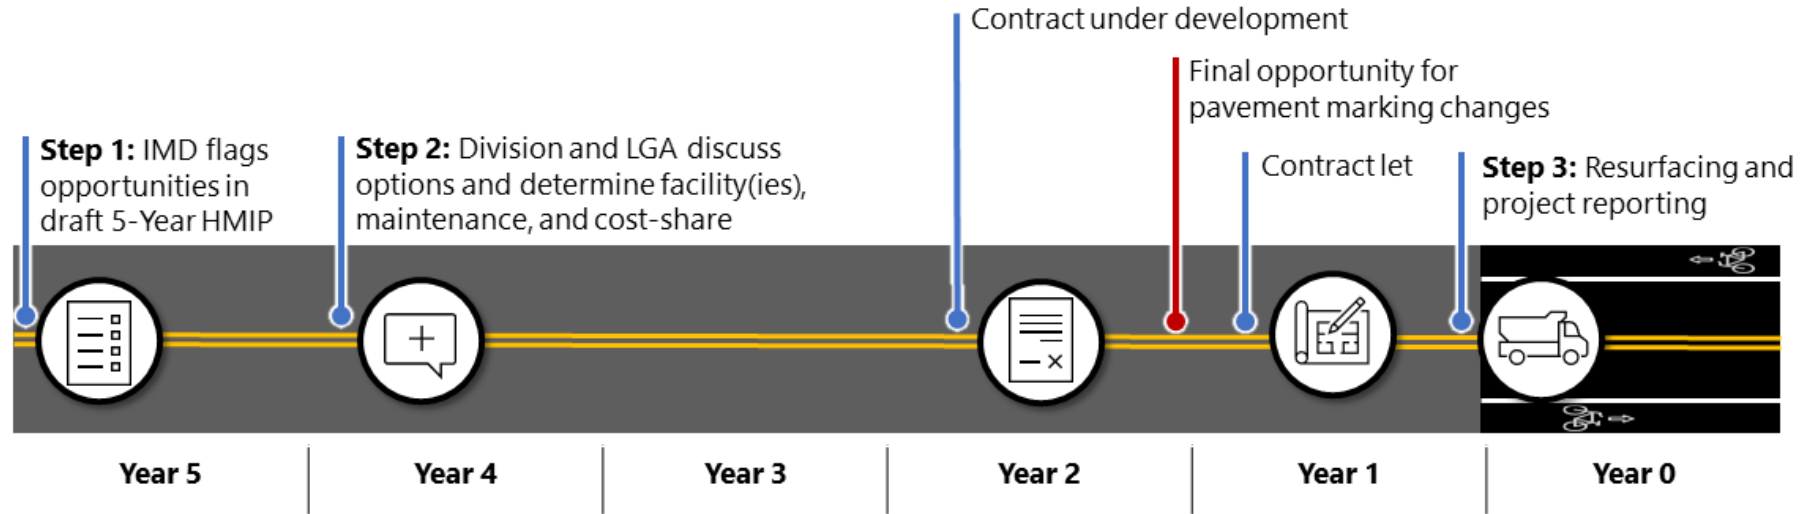 Contract under development
Final opportunity for
pavement marking changes
Step 1: IMD flags
opportunities in
draft 5-Year HMIP
Step 2: Division and LGA discuss
options and determine facility(ies),
maintenance, and cost-share
Contract let
Step 3: Resurfacing and
project reporting
Year 5
Year 4
Year 3
Year 2
Year 1
Year 0